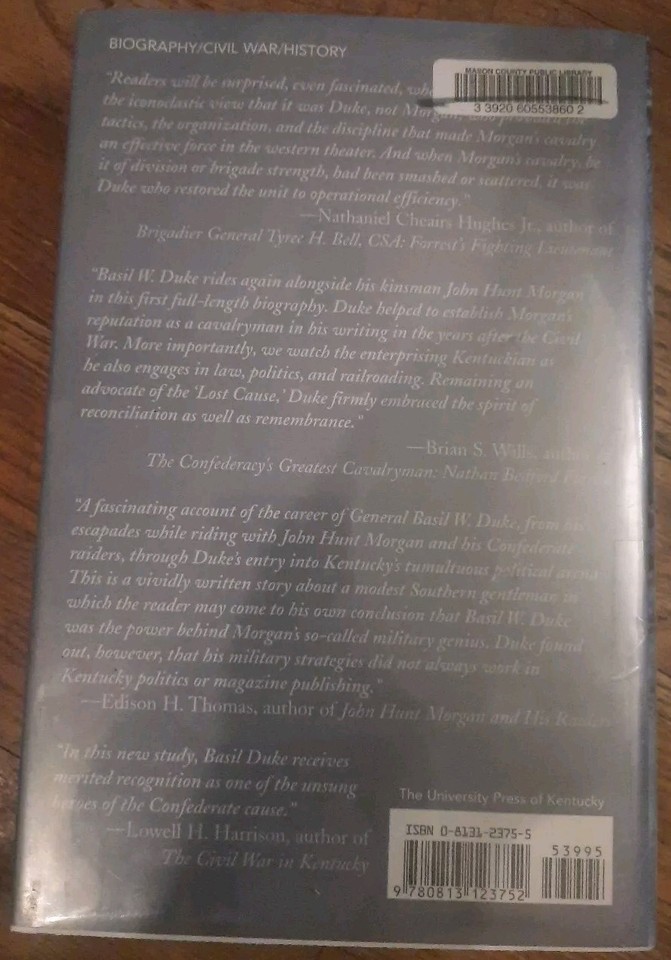 BIOGRAPHY/CIVIL WAR/HISTORY
MASON COUNTY PUBLIC LIBRARY
3 3920 60553860 2
"Readers will be surprised, even fascinated,
the iconoclastic view that it was Duke, not Morgan,
tactics, the organization, and the discipline that made Morgan's cavalry
an effective force in the western theater. And when Morgan's cavalry, be
it of division or brigade strength, had been smashed or scattered, it was
Duke who restored the unit to operational efficiency."
—Nathaniel Cheairs Hughes Jr., author of
Brigadier General Tyree H. Bell, CSA: Forrest's Fighting Lieutenant
"Basil W. Duke rides again alongside his kinsman John Hunt Morgan
in this first full-length biography. Duke helped to establish Morgan's
reputation as a cavalryman in his writing in the years after the Civil
War. More importantly, we watch the enterprising Kentuckian as
he also engages in law, politics, and railroading. Remaining an
advocate of the 'Lost Cause,' Duke firmly embraced the spirit of
reconciliation as well as remembrance."
—Brian S. Wills,
The Confederacy's Greatest Cavalryman: Nathan Bedford
"A fascinating account of the career of General Basil W. Duke, from his
escapades while riding with John Hunt Morgan and his Confederate
raiders, through Duke's entry into Kentucky's tumultuous political arena
This is a vividly written story about a modest Southern gentleman in
which the reader may come to his own conclusion that Basil W. Duke
was the power behind Morgan's so-called military genius. Duke found
out, however, that his military strategies did not always work in
Kentucky politics or magazine publishing."
—Edison H. Thomas, author of John Hunt Morgan and His Raiders
"In this new study, Basil Duke receives
merited recognition as one of the unsung
heroes of the Confederate cause."
—Lowell H. Harrison, author of
The Civil War in Kentucky
The University Press of Kentucky
ISBN 0-8131-2375-5
53995
9 780813 123752